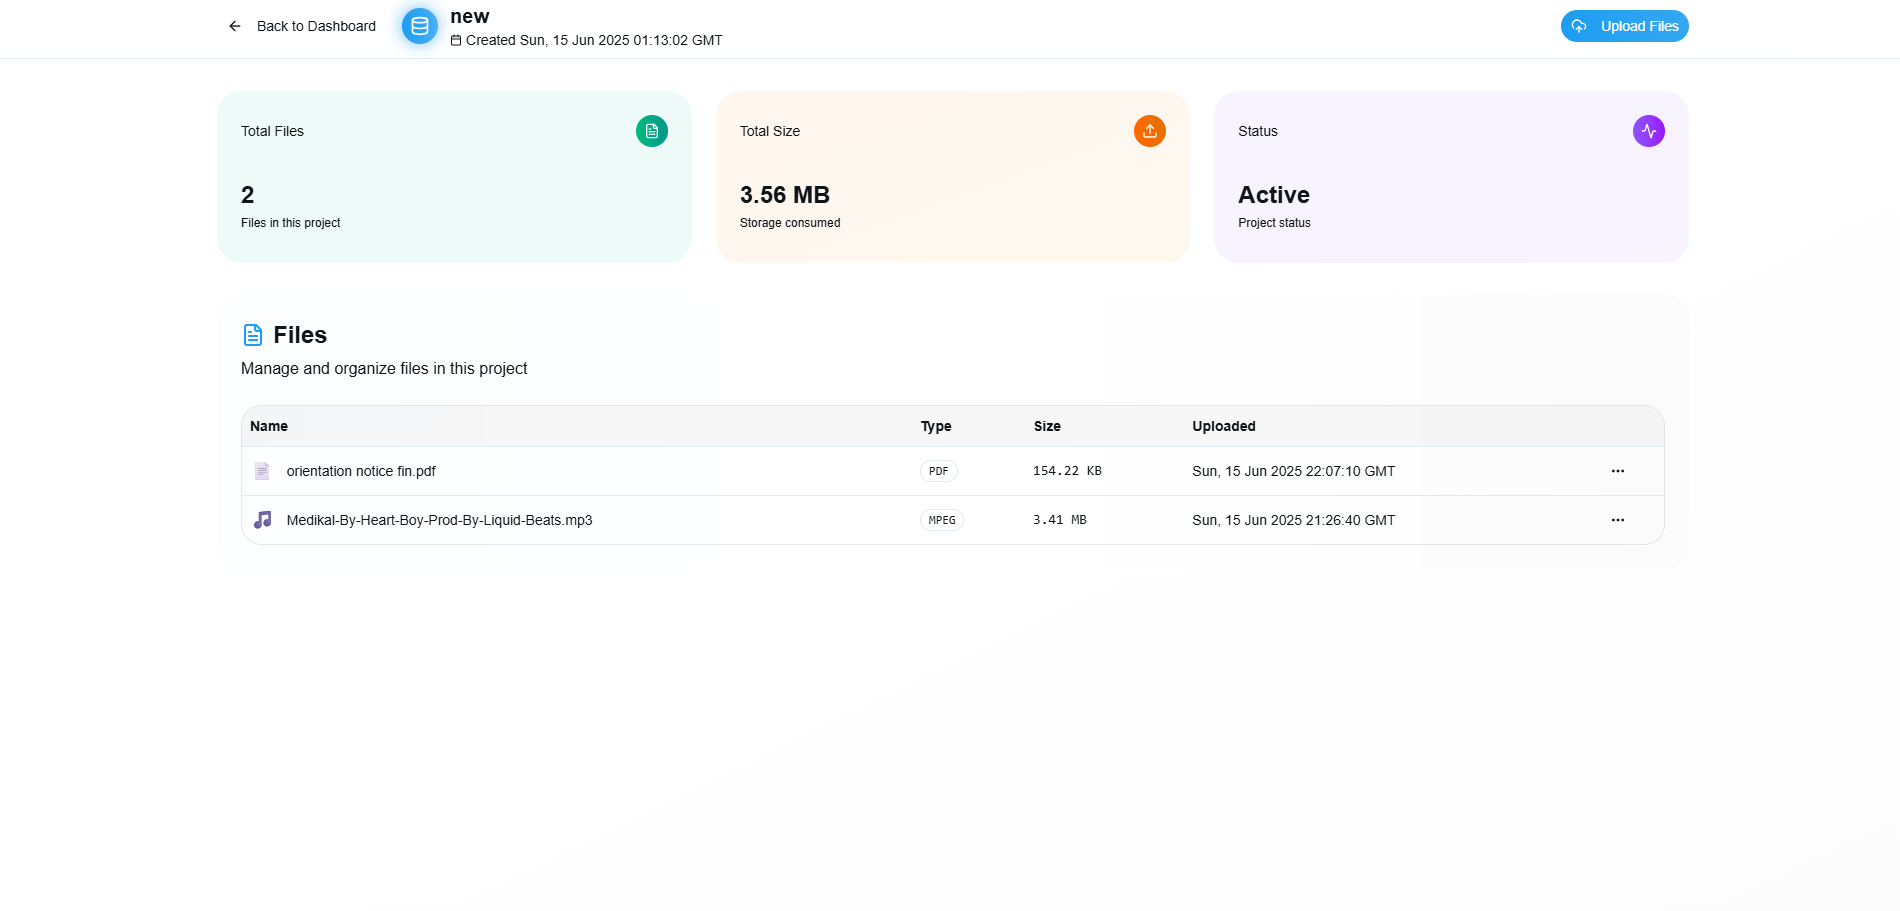 Back to Dashboard
new
Created Sun, 15 Jun 2025 01:13:02 GMT
Upload Files
Total Files
2
Files in this project
Total Size
3.56 MB
Storage consumed
Status
Active
Project status
Files
Manage and organize files in this project
Name Type Size Uploaded
orientation notice fin.pdf PDF 154.22 KB Sun, 15 Jun 2025 22:07:10 GMT
Medikal-By-Heart-Boy-Prod-By-Liquid-Beats.mp3 MPEG 3.41 MB Sun, 15 Jun 2025 21:26:40 GMT